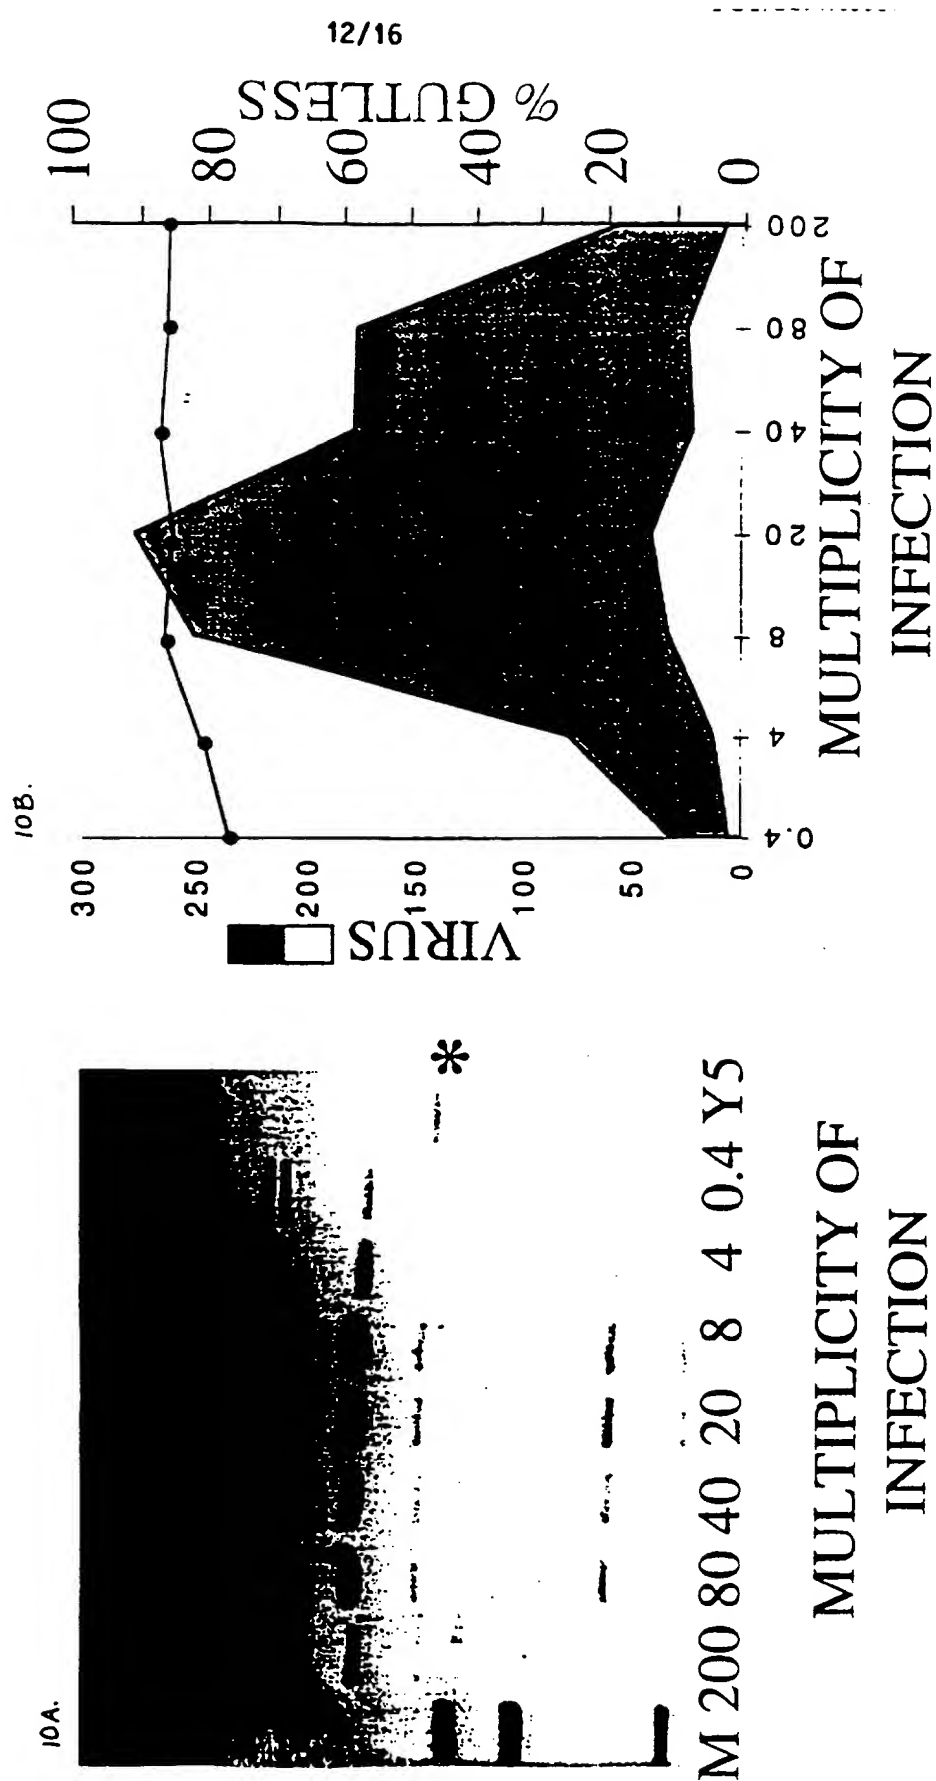 12/16
10A.
*
M 200 80 40 20 8 4 0.4 Y5
MULTIPLICITY OF
INFECTION
10B.
300
250
200
150
100
50
0
VIRUS
100
80
60
40
20
0
% GUTLESS
0.4 4 8 20 40 80 200
MULTIPLICITY OF
INFECTION